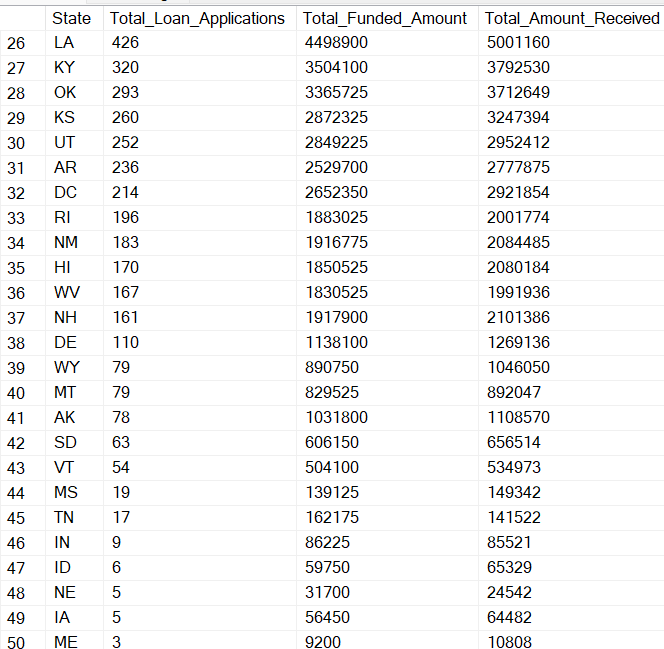 State Total_Loan_Applications Total_Funded_Amount Total_Amount_Received
26 LA 426 4498900 5001160
27 KY 320 3504100 3792530
28 OK 293 3365725 3712649
29 KS 260 2872325 3247394
30 UT 252 2849225 2952412
31 AR 236 2529700 2777875
32 DC 214 2652350 2921854
33 RI 196 1883025 2001774
34 NM 183 1916775 2084485
35 HI 170 1850525 2080184
36 WV 167 1830525 1991936
37 NH 161 1917900 2101386
38 DE 110 1138100 1269136
39 WY 79 890750 1046050
40 MT 79 829525 892047
41 AK 78 1031800 1108570
42 SD 63 606150 656514
43 VT 54 504100 534973
44 MS 19 139125 149342
45 TN 17 162175 141522
46 IN 9 86225 85521
47 ID 6 59750 65329
48 NE 5 31700 24542
49 IA 5 56450 64482
50 ME 3 9200 10808